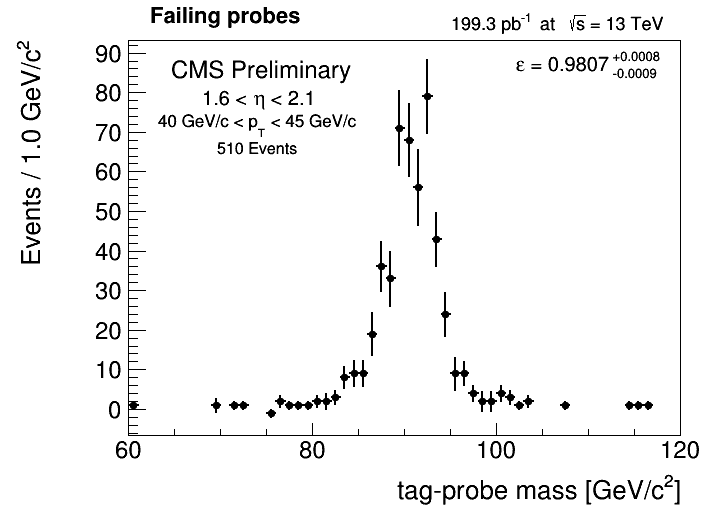 Failing probes
199.3 pb⁻¹ at √s = 13 TeV
CMS Preliminary
1.6 < η < 2.1
40 GeV/c < p_T < 45 GeV/c
510 Events
ε = 0.9807 +0.0008 -0.0009
Events / 1.0 GeV/c²
90
80
70
60
50
40
30
20
10
0
60 80 100 120
tag-probe mass [GeV/c²]